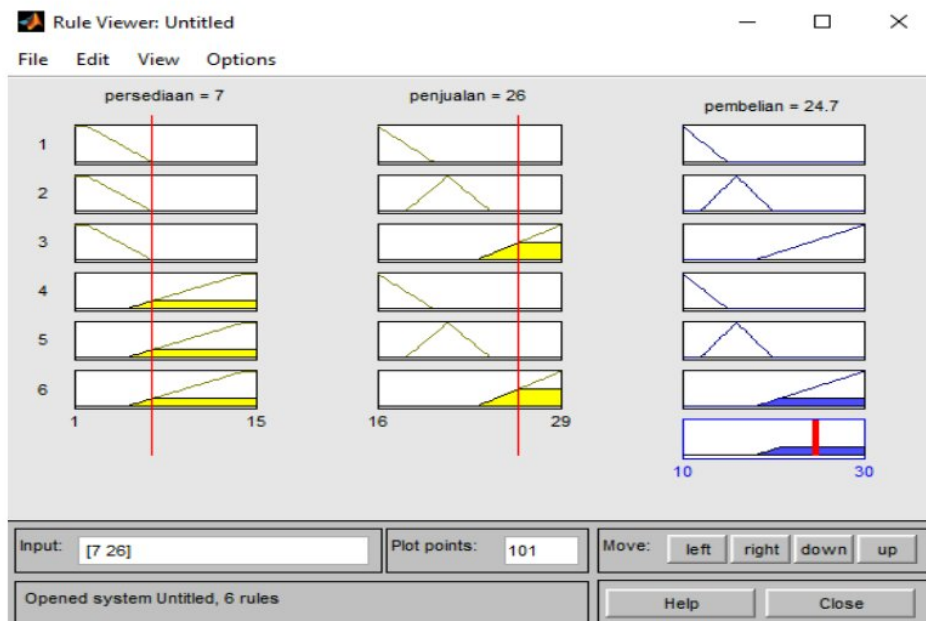 Rule Viewer: Untitled
File Edit View Options
persediaan = 7
penjualan = 26
pembelian = 24.7
1
2
3
4
5
6
1 15
16 29
10 30
Input: [7 26]
Plot points: 101
Move: left right down up
Opened system Untitled, 6 rules
Help Close